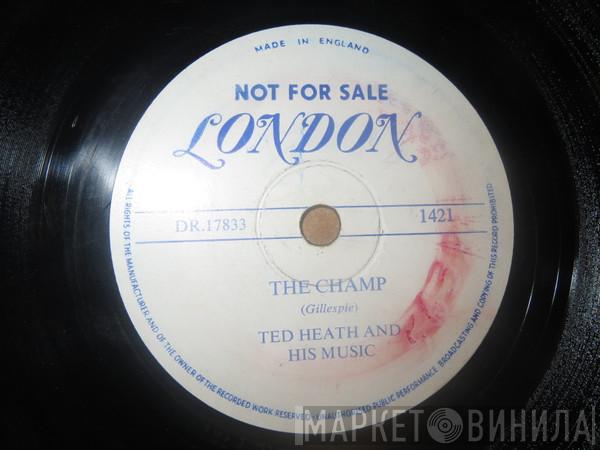 MADE IN ENGLAND
NOT FOR SALE
LONDON
DR.17833
1421
THE CHAMP
(Gillespie)
TED HEATH AND
HIS MUSIC
ALL RIGHTS OF THE MANUFACTURER AND OF THE OWNER OF THE RECORDED WORK RESERVED · UNAUTHORISED PUBLIC PERFORMANCE BROADCASTING AND COPYING OF THIS RECORD PROHIBITED
МАРКЕТ ВИНИЛА